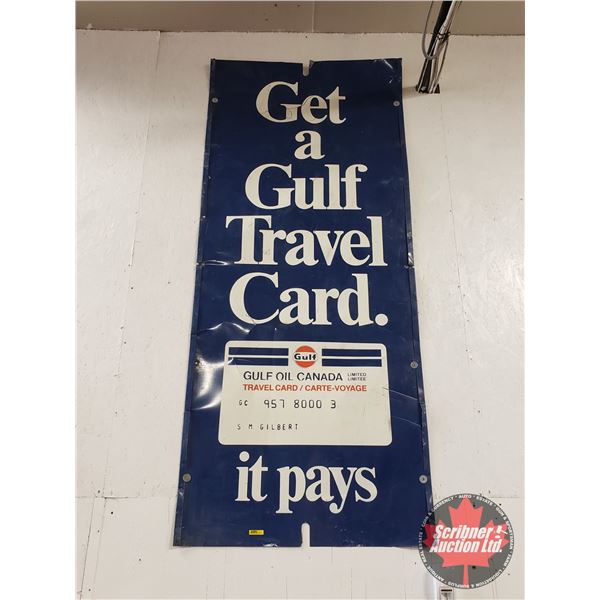 Get
a
Gulf
Travel
Card.
Gulf
GULF OIL CANADA LIMITED LIMITEE
TRAVEL CARD / CARTE-VOYAGE
GC 957 8000 3
S M GILBERT
it pays
Scribner
Auction Ltd.